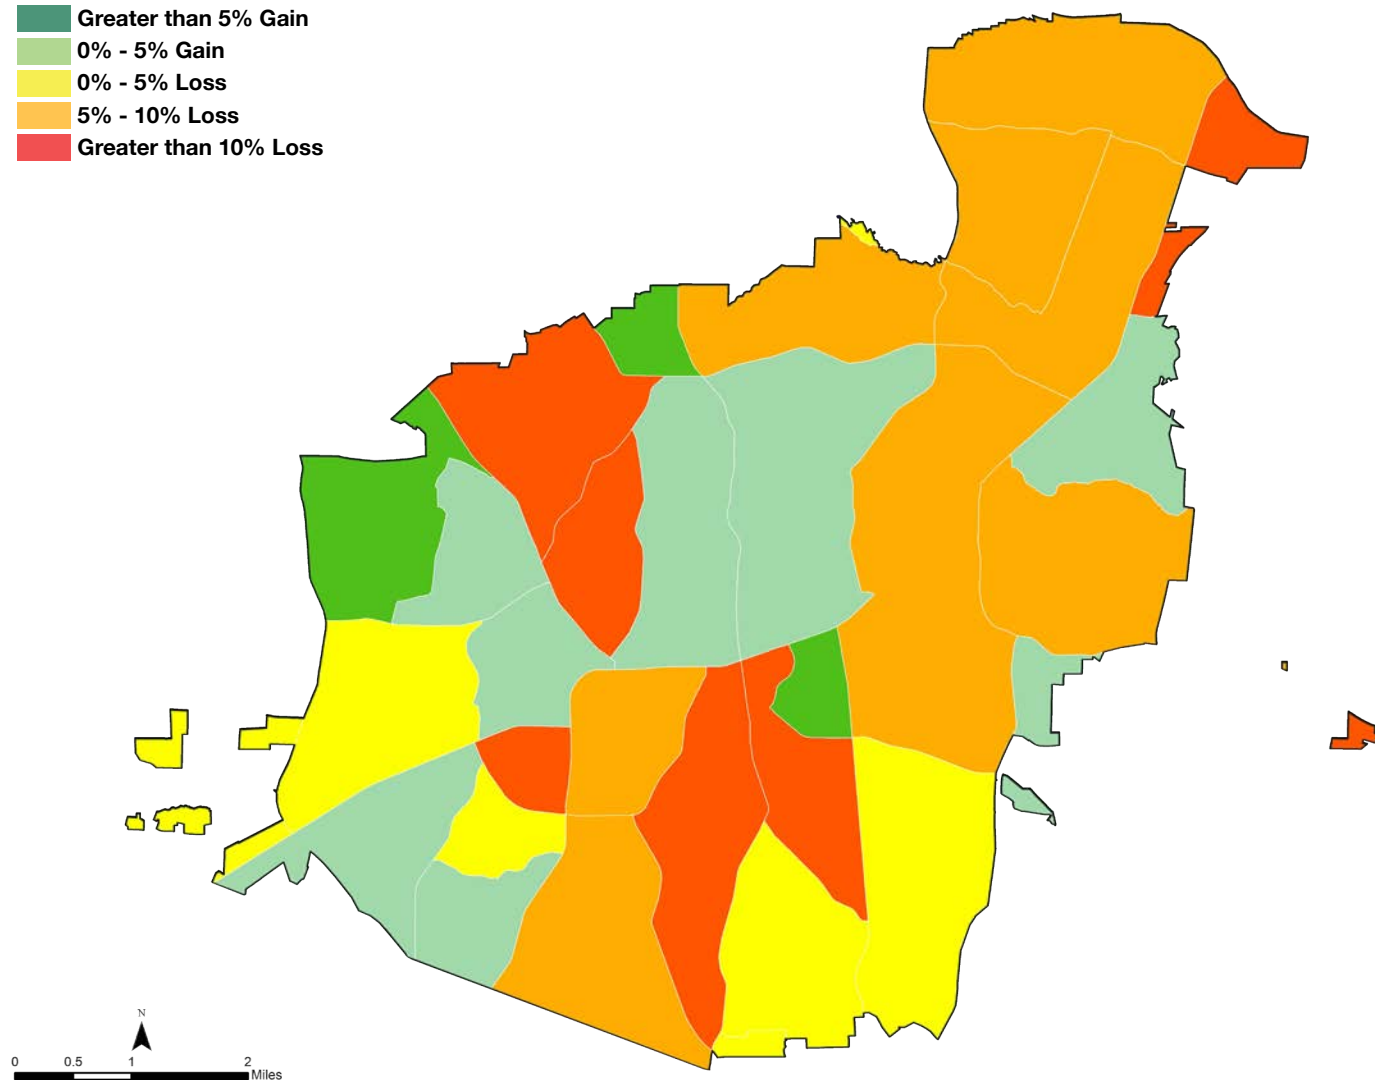 Greater than 5% Gain
0% - 5% Gain
0% - 5% Loss
5% - 10% Loss
Greater than 10% Loss
N
0 0.5 1 2
Miles